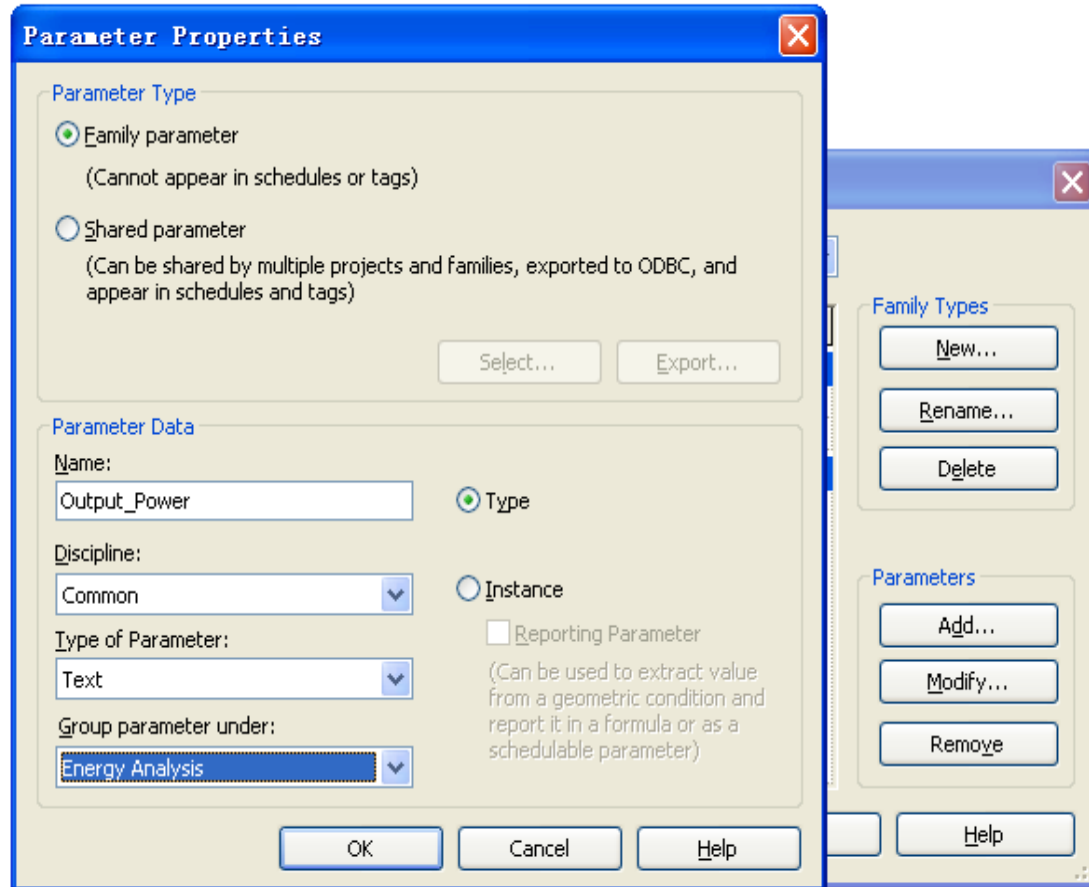 Parameter Properties
Parameter Type
Family parameter
(Cannot appear in schedules or tags)
Shared parameter
(Can be shared by multiple projects and families, exported to ODBC, and
appear in schedules and tags)
Select...
Export...
Parameter Data
Name:
Output_Power
Type
Discipline:
Common
Instance
Reporting Parameter
(Can be used to extract value
from a geometric condition and
report it in a formula or as a
schedulable parameter)
Type of Parameter:
Text
Group parameter under:
Energy Analysis
OK
Cancel
Help
Family Types
New...
Rename...
Delete
Parameters
Add...
Modify...
Remove
Help